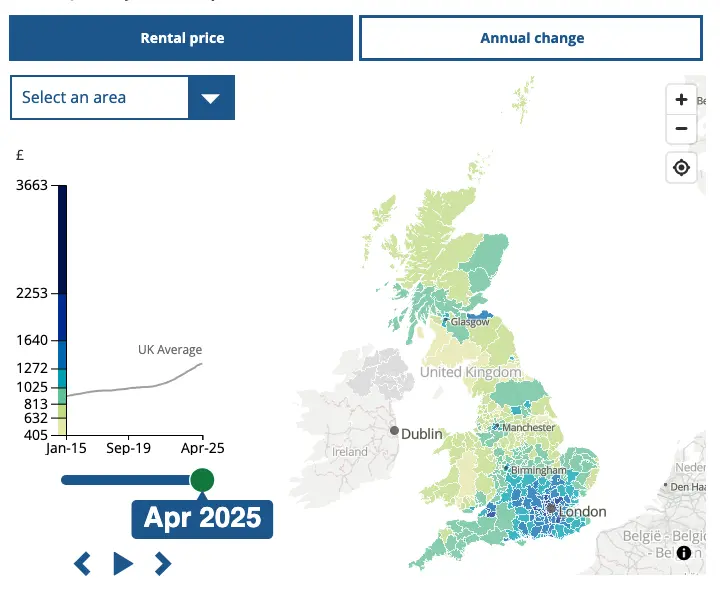 Rental price
Annual change
Select an area
£
3663
2253
1640
1272
1025
813
632
405
UK Average
Jan-15
Sep-19
Apr-25
Apr 2025
Glasgow
United Kingdom
Manchester
Dublin
Ireland
Birmingham
London
Neder
Den Haa
België - Belgic
- Be
n
Be
+
−
i